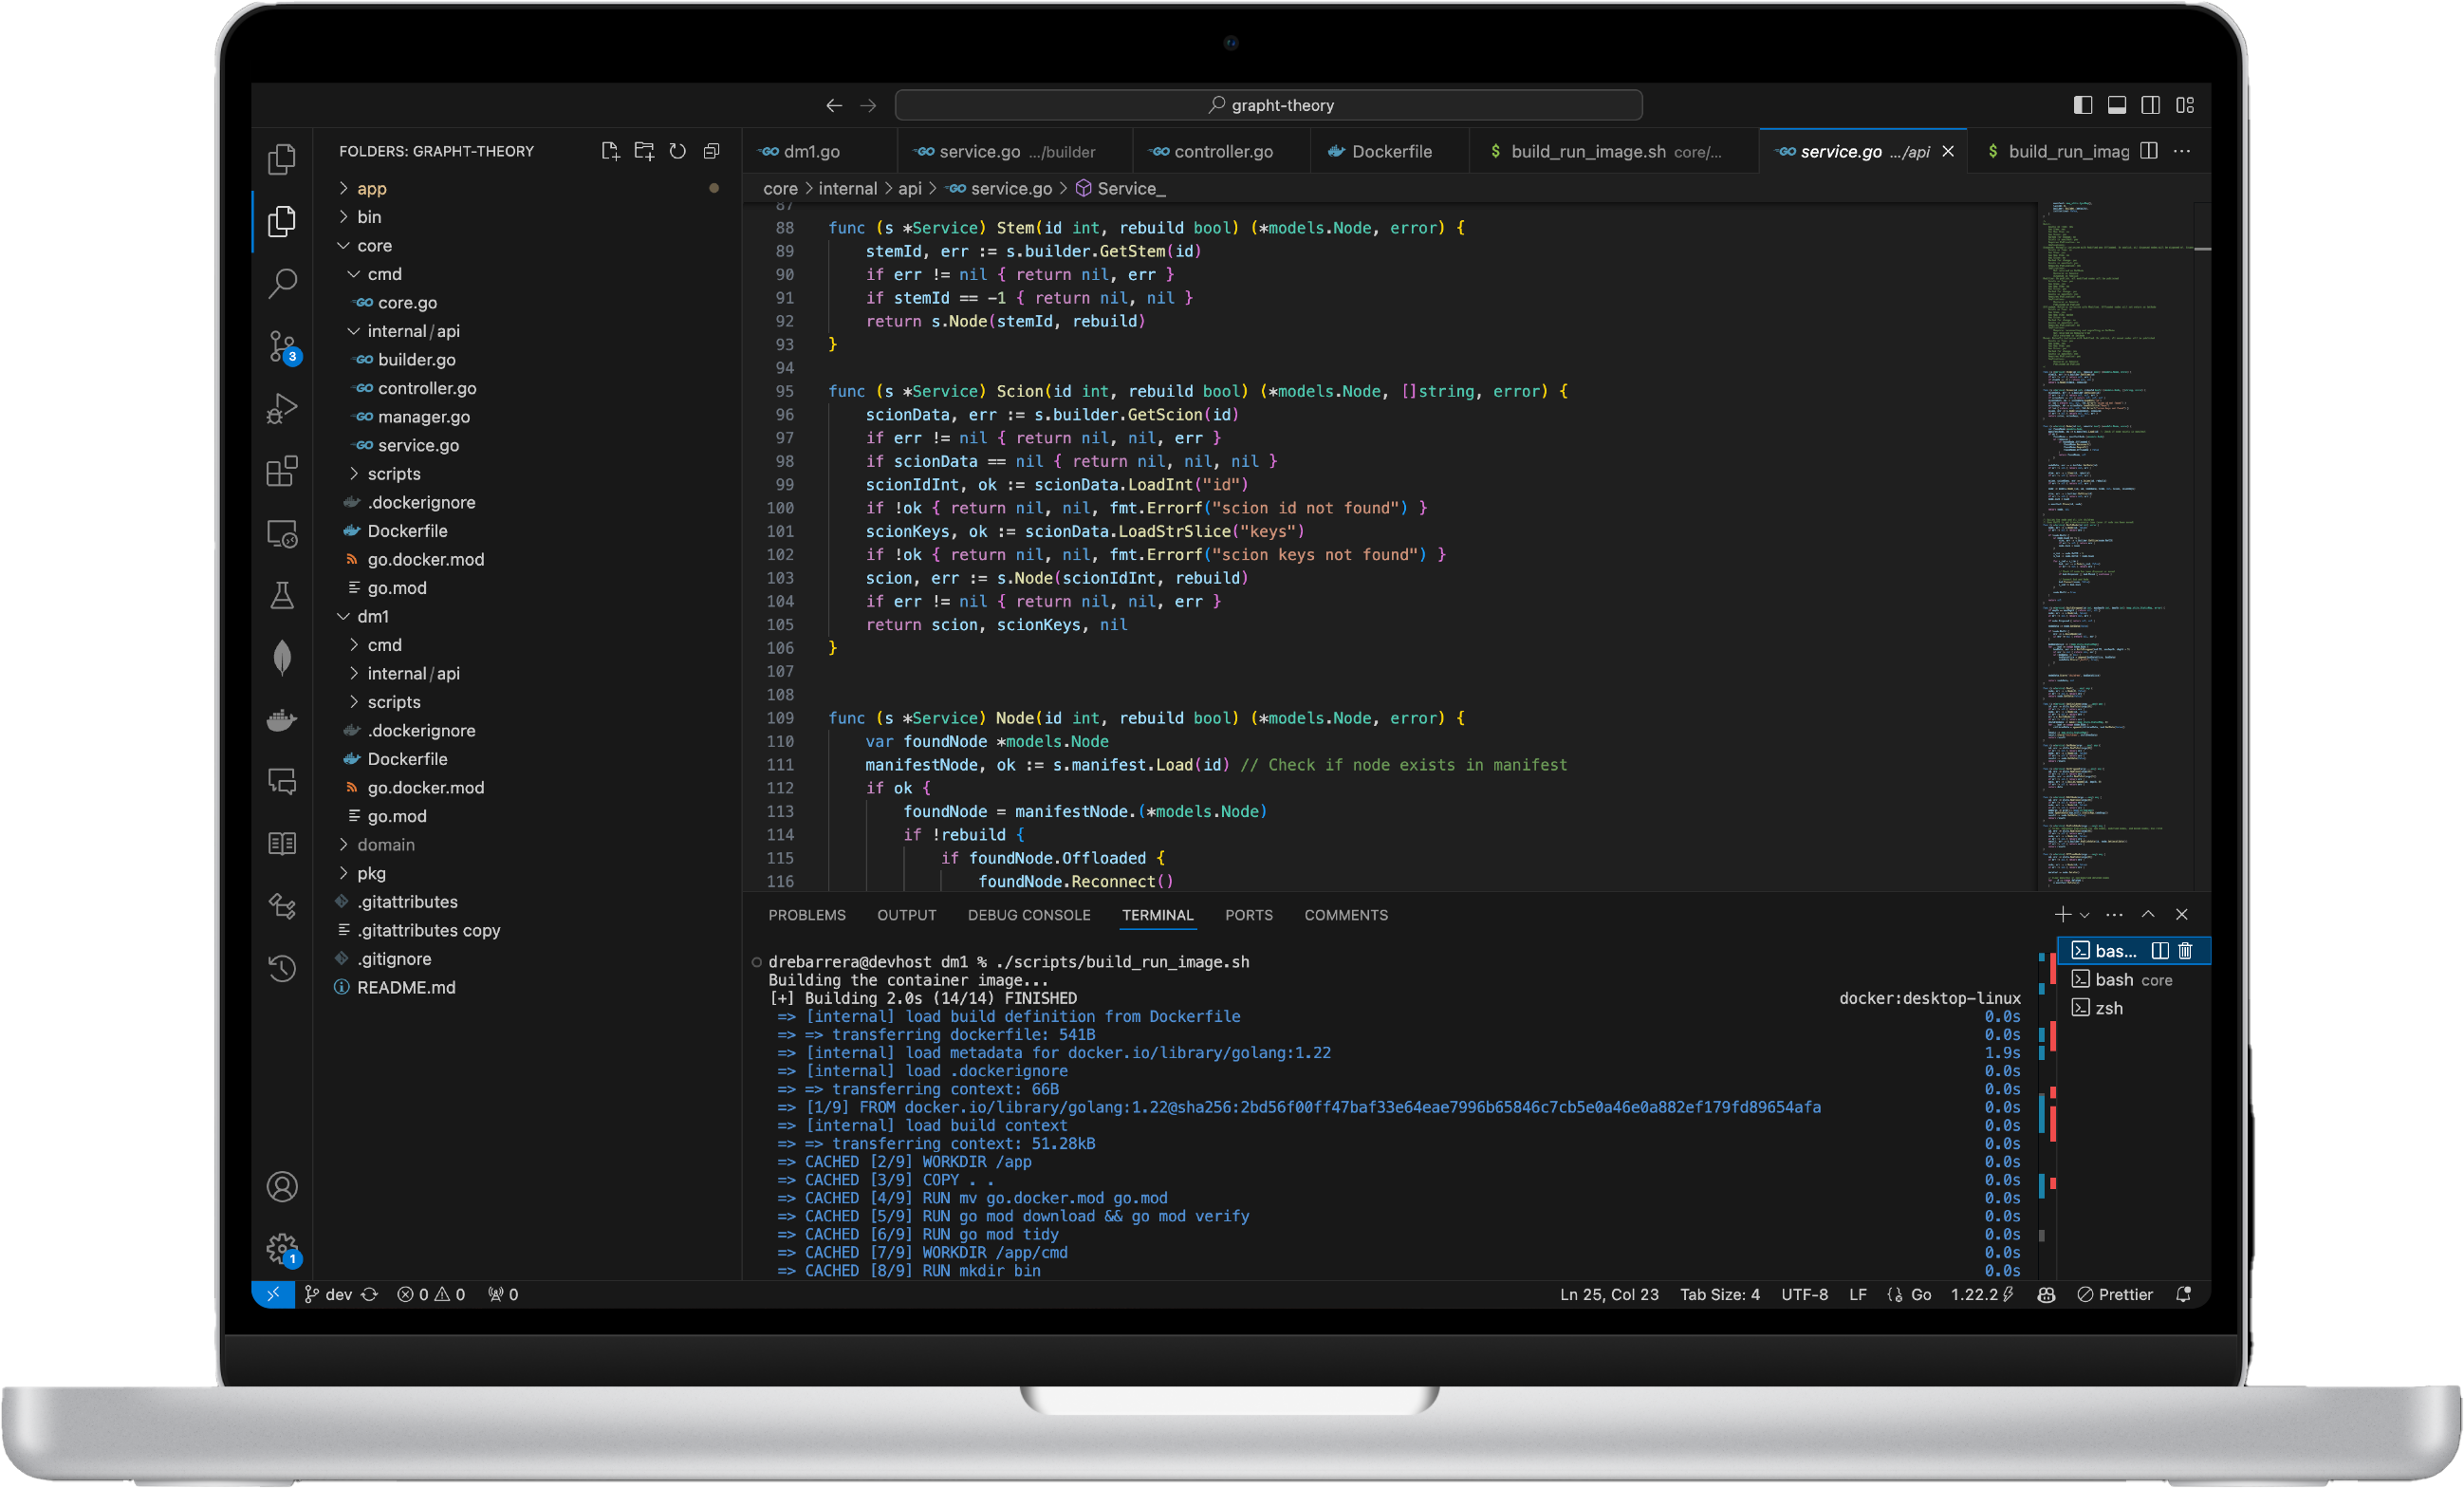 grapht-theory
FOLDERS: GRAPHT-THEORY
app
bin
core
cmd
core.go
internal/api
builder.go
controller.go
manager.go
service.go
scripts
.dockerignore
Dockerfile
go.docker.mod
go.mod
dm1
cmd
internal/api
scripts
.dockerignore
Dockerfile
go.docker.mod
go.mod
domain
pkg
.gitattributes
.gitattributes copy
.gitignore
README.md
3
1
dm1.go
service.go .../builder
controller.go
Dockerfile
$ build_run_image.sh core/...
service.go .../api
$ build_run_imag
core > internal > api > service.go > Service_
87
88 func (s *Service) Stem(id int, rebuild bool) (*models.Node, error) {
89 stemId, err := s.builder.GetStem(id)
90 if err != nil { return nil, err }
91 if stemId == -1 { return nil, nil }
92 return s.Node(stemId, rebuild)
93 }
94
95 func (s *Service) Scion(id int, rebuild bool) (*models.Node, []string, error) {
96 scionData, err := s.builder.GetScion(id)
97 if err != nil { return nil, nil, err }
98 if scionData == nil { return nil, nil, nil }
99 scionIdInt, ok := scionData.LoadInt("id")
100 if !ok { return nil, nil, fmt.Errorf("scion id not found") }
101 scionKeys, ok := scionData.LoadStrSlice("keys")
102 if !ok { return nil, nil, fmt.Errorf("scion keys not found") }
103 scion, err := s.Node(scionIdInt, rebuild)
104 if err != nil { return nil, nil, err }
105 return scion, scionKeys, nil
106 }
107
108
109 func (s *Service) Node(id int, rebuild bool) (*models.Node, error) {
110 var foundNode *models.Node
111 manifestNode, ok := s.manifest.Load(id) // Check if node exists in manifest
112 if ok {
113 foundNode = manifestNode.(*models.Node)
114 if !rebuild {
115 if foundNode.Offloaded {
116 foundNode.Reconnect()
PROBLEMS OUTPUT DEBUG CONSOLE TERMINAL PORTS COMMENTS
drebarrera@devhost dm1 % ./scripts/build_run_image.sh
Building the container image...
[+] Building 2.0s (14/14) FINISHED docker:desktop-linux
=> [internal] load build definition from Dockerfile 0.0s
=> => transferring dockerfile: 541B 0.0s
=> [internal] load metadata for docker.io/library/golang:1.22 1.9s
=> [internal] load .dockerignore 0.0s
=> => transferring context: 66B 0.0s
=> [1/9] FROM docker.io/library/golang:1.22@sha256:2bd56f00ff47baf33e64eae7996b65846c7cb5e0a46e0a882ef179fd89654afa 0.0s
=> [internal] load build context 0.0s
=> => transferring context: 51.28kB 0.0s
=> CACHED [2/9] WORKDIR /app 0.0s
=> CACHED [3/9] COPY . . 0.0s
=> CACHED [4/9] RUN mv go.docker.mod go.mod 0.0s
=> CACHED [5/9] RUN go mod download && go mod verify 0.0s
=> CACHED [6/9] RUN go mod tidy 0.0s
=> CACHED [7/9] WORKDIR /app/cmd 0.0s
=> CACHED [8/9] RUN mkdir bin 0.0s
bas...
bash core
zsh
dev 0 0 0 Ln 25, Col 23 Tab Size: 4 UTF-8 LF Go 1.22.2 Prettier